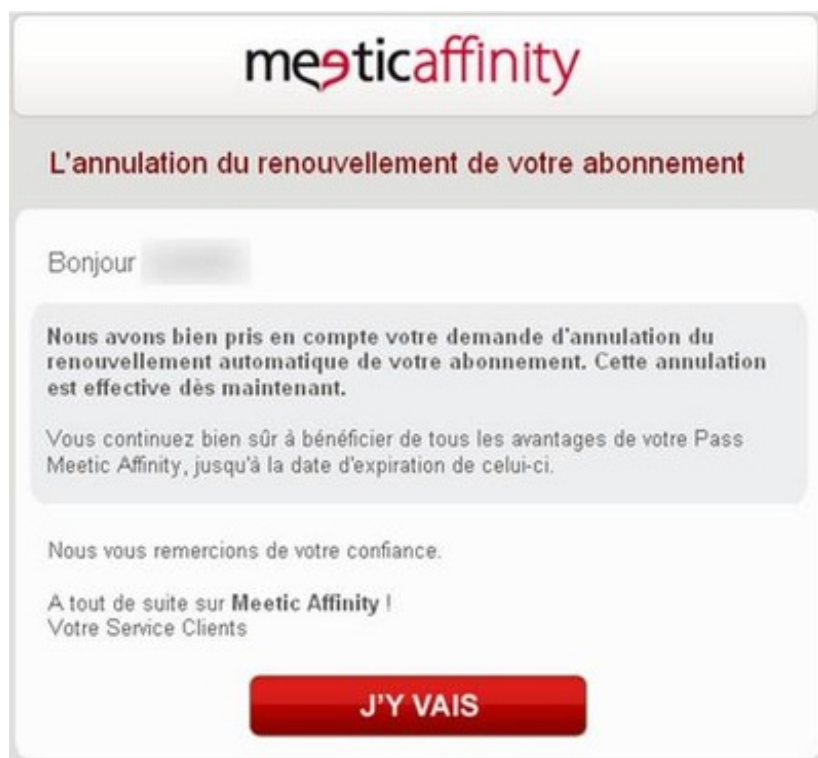 meeticaffinity
L'annulation du renouvellement de votre abonnement
Bonjour
Nous avons bien pris en compte votre demande d'annulation du
renouvellement automatique de votre abonnement. Cette annulation
est effective dès maintenant.
Vous continuez bien sûr à bénéficier de tous les avantages de votre Pass
Meetic Affinity, jusqu'à la date d'expiration de celui-ci.
Nous vous remercions de votre confiance.
A tout de suite sur Meetic Affinity !
Votre Service Clients
J'Y VAIS